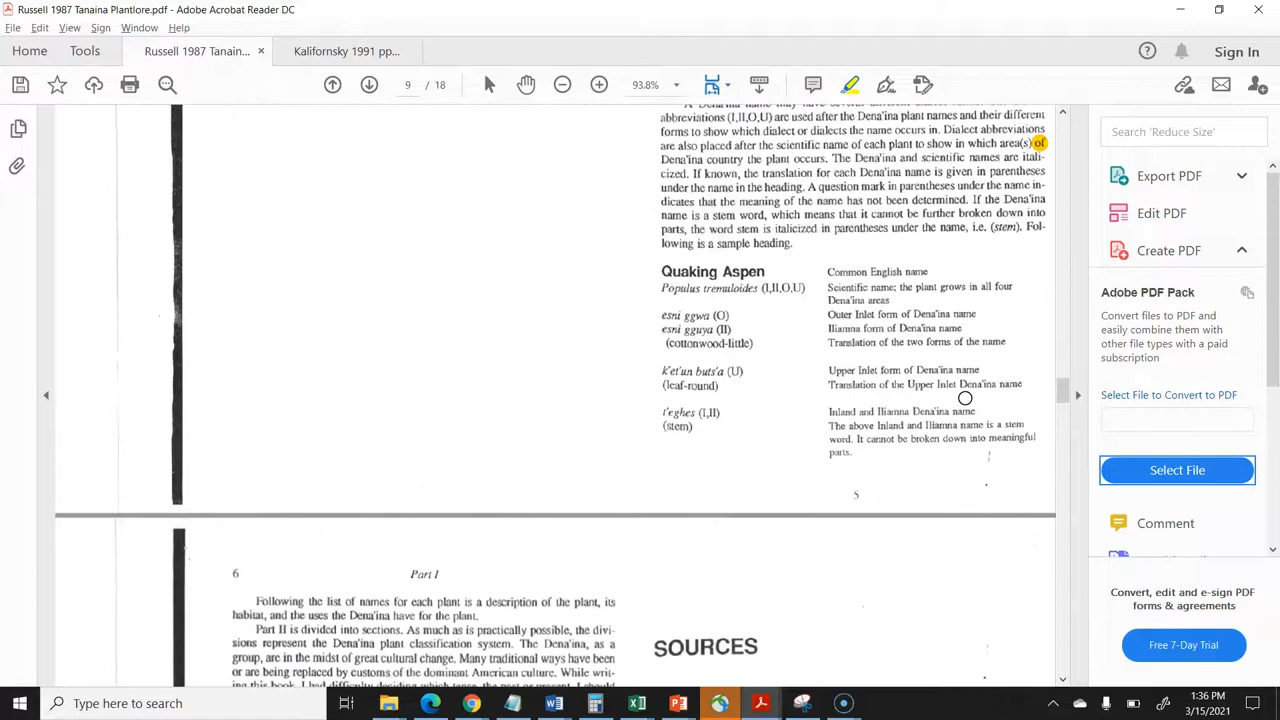 Russell 1987 Tanaina Plantlore.pdf - Adobe Acrobat Reader DC
File Edit View Sign Window Help
Home Tools Russell 1987 Tanain... × Kalifornsky 1991 pp... Sign In
9 / 18 93.8%
abbreviations (I,II,O,U) are used after the Dena'ina plant names and their different
forms to show which dialect or dialects the name occurs in. Dialect abbreviations
are also placed after the scientific name of each plant to show in which area(s) of
Dena'ina country the plant occurs. The Dena'ina and scientific names are itali-
cized. If known, the translation for each Dena'ina name is given in parentheses
under the name in the heading. A question mark in parentheses under the name in-
dicates that the meaning of the name has not been determined. If the Dena'ina
name is a stem word, which means that it cannot be further broken down into
parts, the word stem is italicized in parentheses under the name, i.e. (stem). Fol-
lowing is a sample heading.
Quaking Aspen Common English name
Populus tremuloides (I,II,O,U) Scientific name; the plant grows in all four
Dena'ina areas
esni ggwa (O) Outer Inlet form of Dena'ina name
esni gguya (II) Iliamna form of Dena'ina name
(cottonwood-little) Translation of the two forms of the name
k'et'un buts'a (U) Upper Inlet form of Dena'ina name
(leaf-round) Translation of the Upper Inlet Dena'ina name
t'eghes (I,II) Inland and Iliamna Dena'ina name
(stem) The above Inland and Iliamna name is a stem
word. It cannot be broken down into meaningful
parts.
5
6 Part I
Following the list of names for each plant is a description of the plant, its
habitat, and the uses the Dena'ina have for the plant.
Part II is divided into sections. As much as is practically possible, the divi-
sions represent the Dena'ina plant classification system. The Dena'ina, as a
group, are in the midst of great cultural change. Many traditional ways have been
or are being replaced by customs of the dominant American culture. While writ-
SOURCES
Search 'Reduce Size'
Export PDF
Edit PDF
Create PDF
Adobe PDF Pack
Convert files to PDF and
easily combine them with
other file types with a paid
subscription
Select File to Convert to PDF
Select File
Comment
Convert, edit and e-sign PDF
forms & agreements
Free 7-Day Trial
Type here to search
1:36 PM
3/15/2021